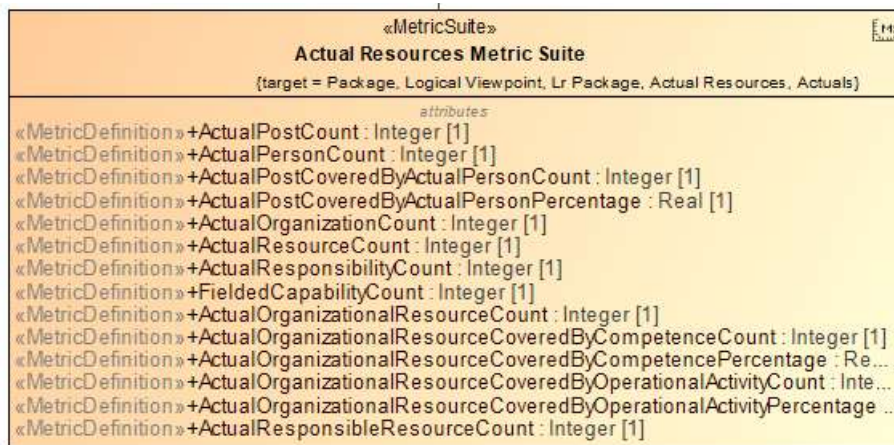 «MetricSuite»
Actual Resources Metric Suite
{target = Package, Logical Viewpoint, Lr Package, Actual Resources, Actuals}
attributes
«MetricDefinition»+ActualPostCount : Integer [1]
«MetricDefinition»+ActualPersonCount : Integer [1]
«MetricDefinition»+ActualPostCoveredByActualPersonCount : Integer [1]
«MetricDefinition»+ActualPostCoveredByActualPersonPercentage : Real [1]
«MetricDefinition»+ActualOrganizationCount : Integer [1]
«MetricDefinition»+ActualResourceCount : Integer [1]
«MetricDefinition»+ActualResponsibilityCount : Integer [1]
«MetricDefinition»+FieldedCapabilityCount : Integer [1]
«MetricDefinition»+ActualOrganizationalResourceCount : Integer [1]
«MetricDefinition»+ActualOrganizationalResourceCoveredByCompetenceCount : Integer [1]
«MetricDefinition»+ActualOrganizationalResourceCoveredByCompetencePercentage : Re...
«MetricDefinition»+ActualOrganizationalResourceCoveredByOperationalActivityCount : Inte...
«MetricDefinition»+ActualOrganizationalResourceCoveredByOperationalActivityPercentage ...
«MetricDefinition»+ActualResponsibleResourceCount : Integer [1]